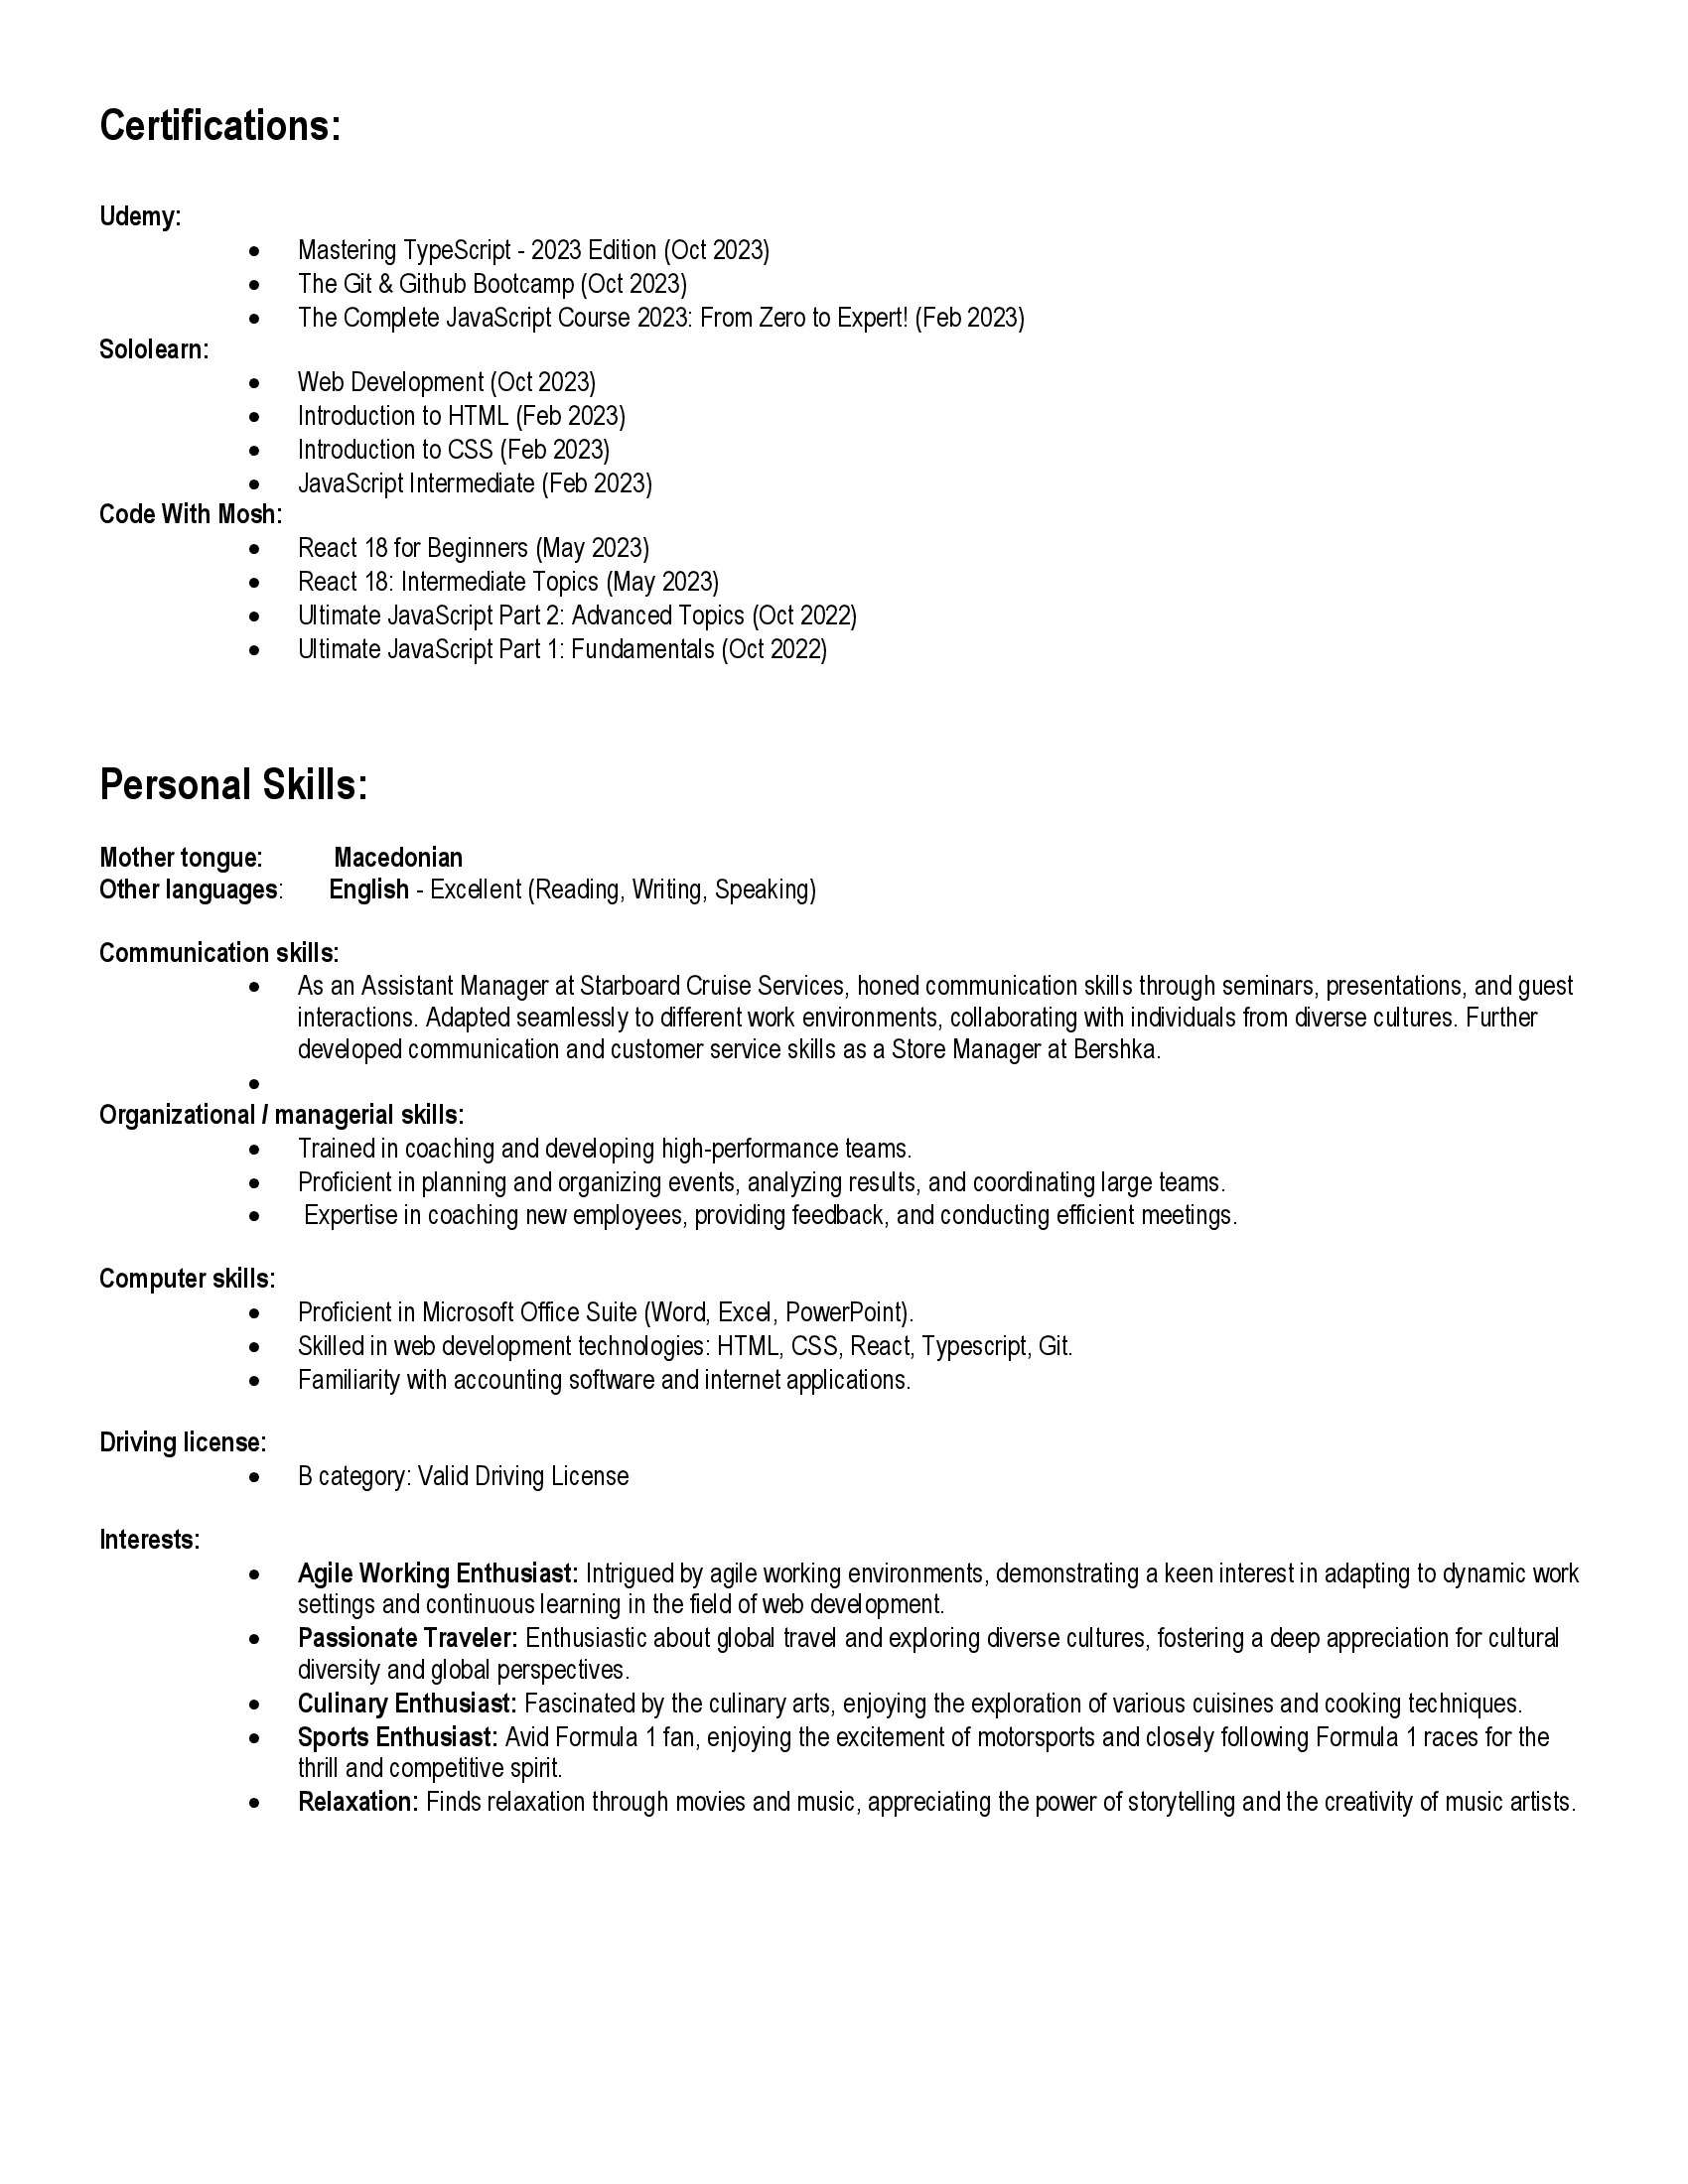 Certifications:
Udemy:
• Mastering TypeScript - 2023 Edition (Oct 2023)
• The Git & Github Bootcamp (Oct 2023)
• The Complete JavaScript Course 2023: From Zero to Expert! (Feb 2023)
Sololearn:
• Web Development (Oct 2023)
• Introduction to HTML (Feb 2023)
• Introduction to CSS (Feb 2023)
• JavaScript Intermediate (Feb 2023)
Code With Mosh:
• React 18 for Beginners (May 2023)
• React 18: Intermediate Topics (May 2023)
• Ultimate JavaScript Part 2: Advanced Topics (Oct 2022)
• Ultimate JavaScript Part 1: Fundamentals (Oct 2022)
Personal Skills:
Mother tongue: Macedonian
Other languages: English - Excellent (Reading, Writing, Speaking)
Communication skills:
• As an Assistant Manager at Starboard Cruise Services, honed communication skills through seminars, presentations, and guest
interactions. Adapted seamlessly to different work environments, collaborating with individuals from diverse cultures. Further
developed communication and customer service skills as a Store Manager at Bershka.
•
Organizational / managerial skills:
• Trained in coaching and developing high-performance teams.
• Proficient in planning and organizing events, analyzing results, and coordinating large teams.
• Expertise in coaching new employees, providing feedback, and conducting efficient meetings.
Computer skills:
• Proficient in Microsoft Office Suite (Word, Excel, PowerPoint).
• Skilled in web development technologies: HTML, CSS, React, Typescript, Git.
• Familiarity with accounting software and internet applications.
Driving license:
• B category: Valid Driving License
Interests:
• Agile Working Enthusiast: Intrigued by agile working environments, demonstrating a keen interest in adapting to dynamic work
settings and continuous learning in the field of web development.
• Passionate Traveler: Enthusiastic about global travel and exploring diverse cultures, fostering a deep appreciation for cultural
diversity and global perspectives.
• Culinary Enthusiast: Fascinated by the culinary arts, enjoying the exploration of various cuisines and cooking techniques.
• Sports Enthusiast: Avid Formula 1 fan, enjoying the excitement of motorsports and closely following Formula 1 races for the
thrill and competitive spirit.
• Relaxation: Finds relaxation through movies and music, appreciating the power of storytelling and the creativity of music artists.